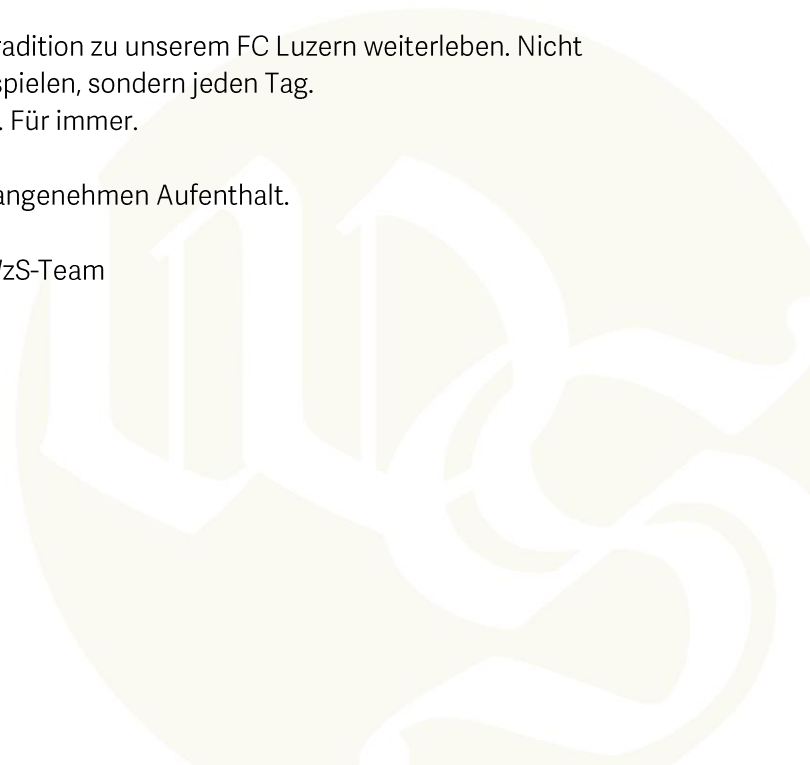 radition zu unserem FC Luzern weiterleben. Nicht
spielen, sondern jeden Tag.
. Für immer.
angenehmen Aufenthalt.
zS-Team